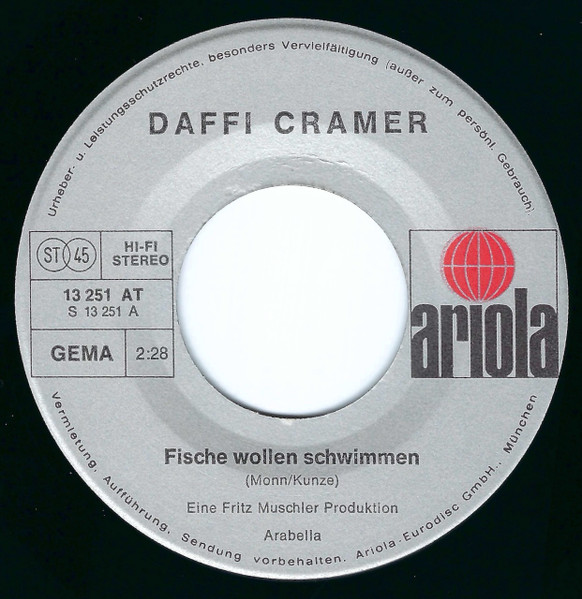 Urheber- u. Leistungsschutzrechte, besonders Vervielfältigung (außer zum persönl. Gebrauch),
DAFFI CRAMER
ST 45
HI-FI
STEREO
13 251 AT
S 13 251 A
GEMA 2:28
ariola
Fische wollen schwimmen
(Monn/Kunze)
Eine Fritz Muschler Produktion
Arabella
Vermietung, Aufführung, Sendung vorbehalten. Ariola-Eurodisc GmbH., München